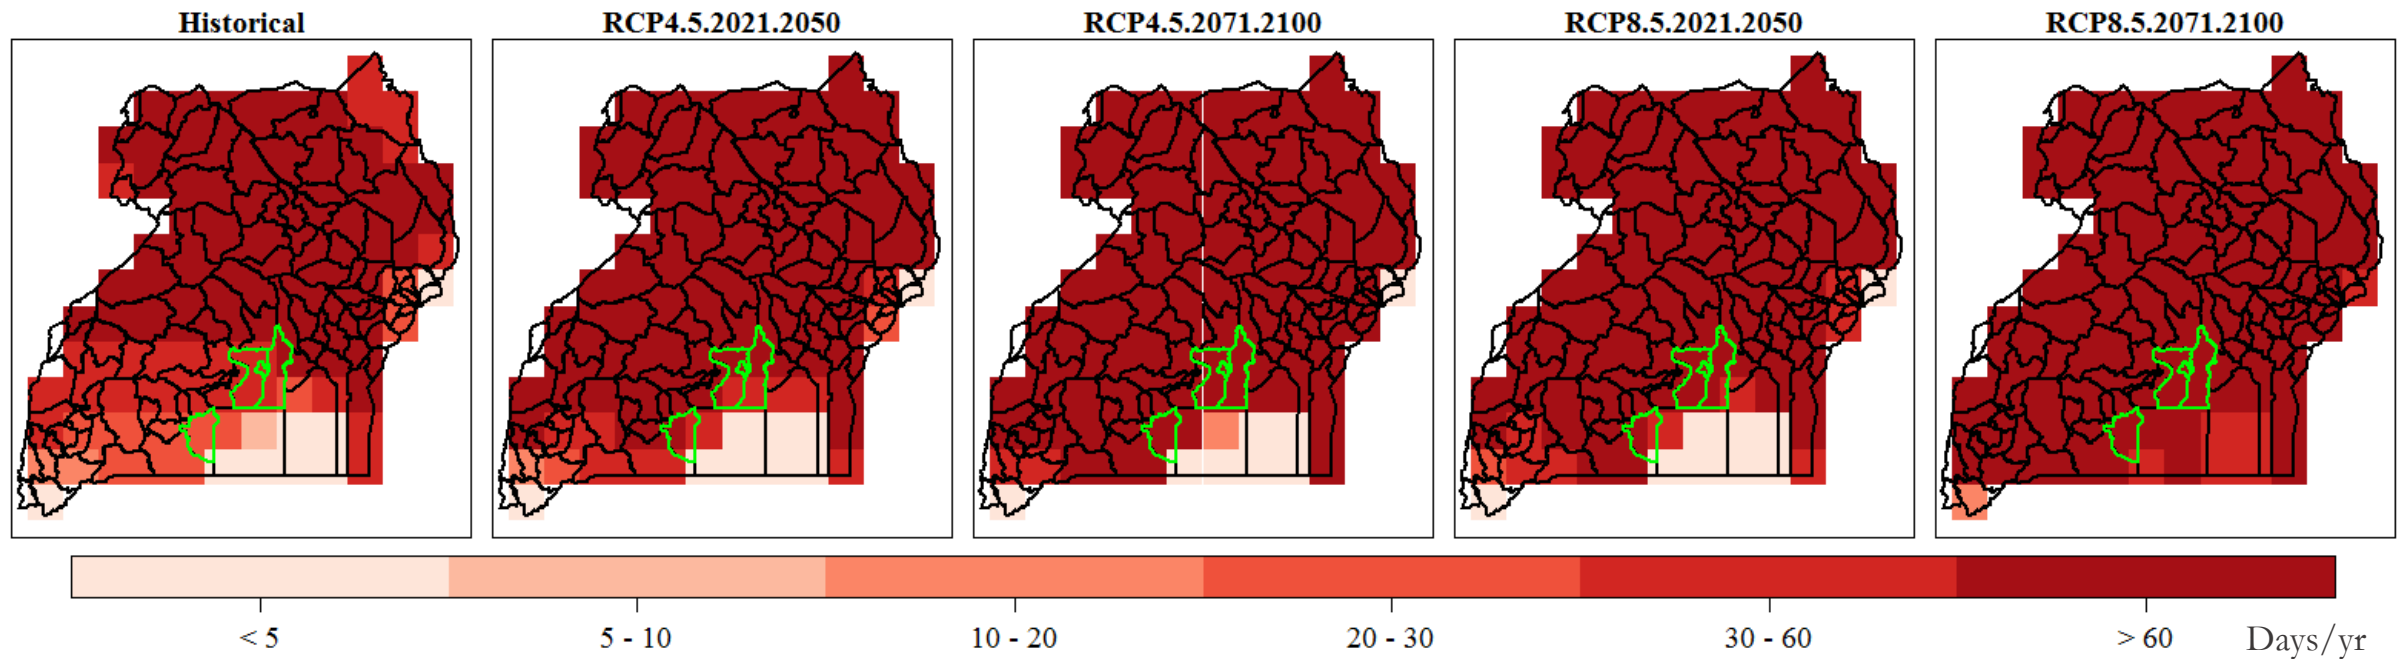 Historical
RCP4.5.2021.2050
RCP4.5.2071.2100
RCP8.5.2021.2050
RCP8.5.2071.2100
< 5
5 - 10
10 - 20
20 - 30
30 - 60
> 60
Days/yr